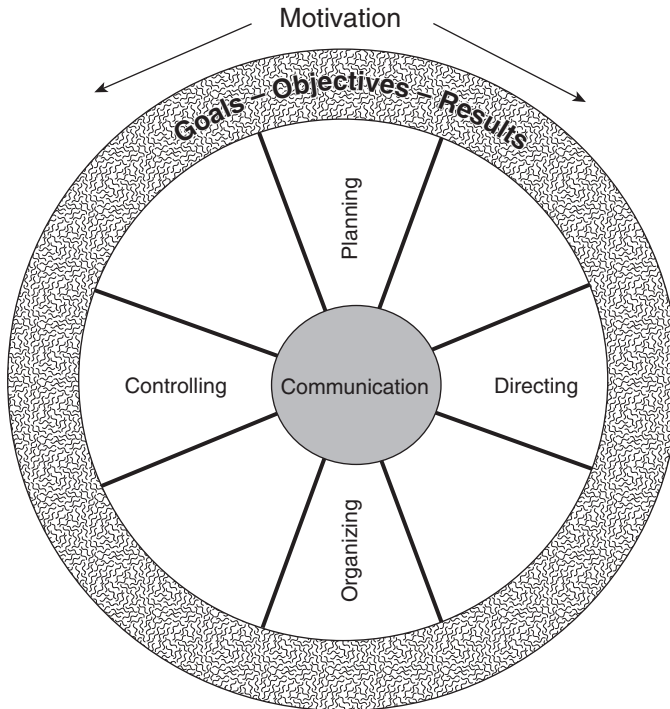 Motivation
Goals – Objectives – Results
Planning
Controlling
Communication
Directing
Organizing